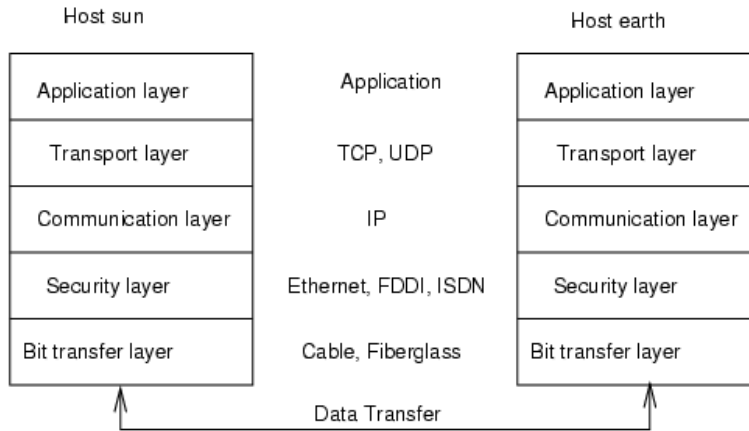 Host sun
Host earth
Application layer
Application
Application layer
Transport layer
TCP, UDP
Transport layer
Communication layer
IP
Communication layer
Security layer
Ethernet, FDDI, ISDN
Security layer
Bit transfer layer
Cable, Fiberglass
Bit transfer layer
Data Transfer